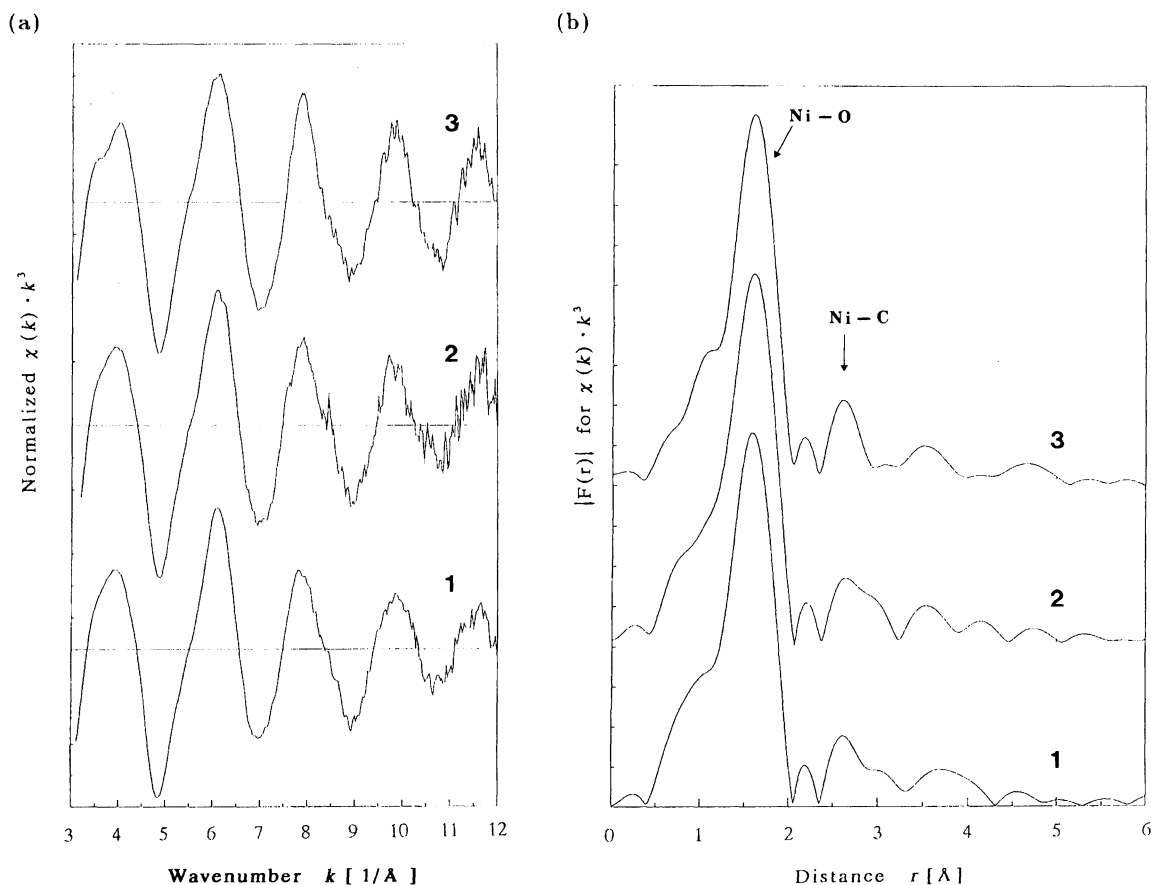 (a)
Normalized χ(k)·k³
3
2
1
3 4 5 6 7 8 9 10 11 12
Wavenumber k [ 1/Å ]
(b)
|F(r)| for χ(k)·k³
Ni – O
Ni – C
3
2
1
0 1 2 3 4 5 6
Distance r [ Å ]